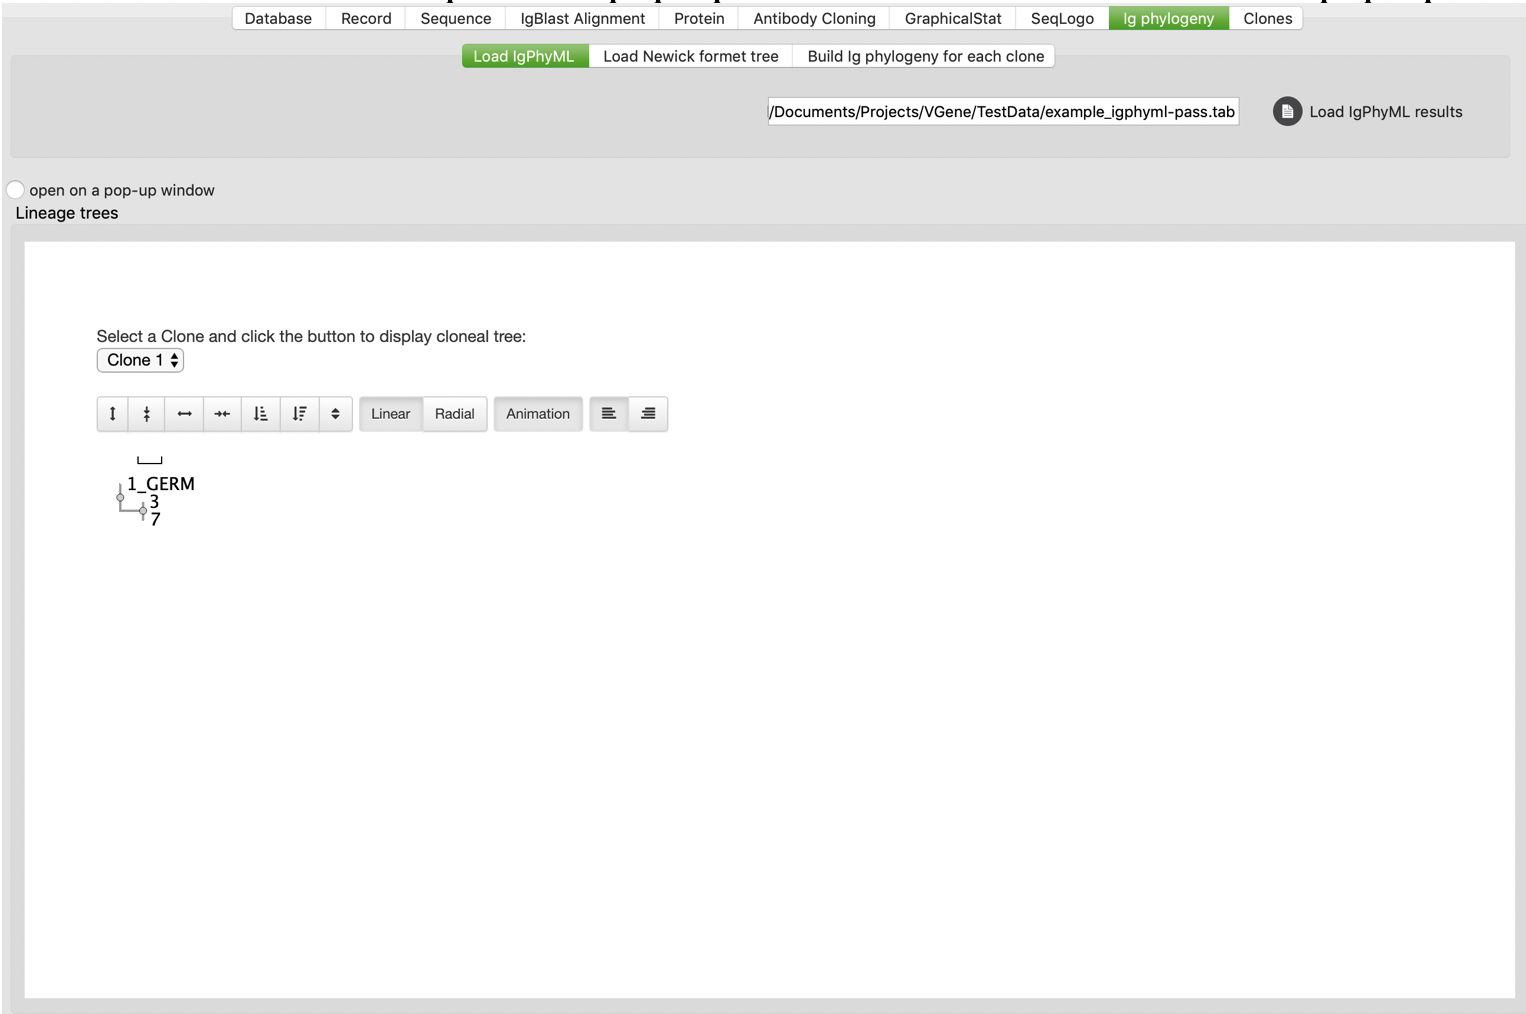 Database Record Sequence IgBlast Alignment Protein Antibody Cloning GraphicalStat SeqLogo Ig phylogeny Clones
Load IgPhyML Load Newick formet tree Build Ig phylogeny for each clone
/Documents/Projects/VGene/TestData/example_igphyml-pass.tab Load IgPhyML results
open on a pop-up window
Lineage trees
Select a Clone and click the button to display cloneal tree:
Clone 1
Linear Radial Animation
1_GERM
3
7